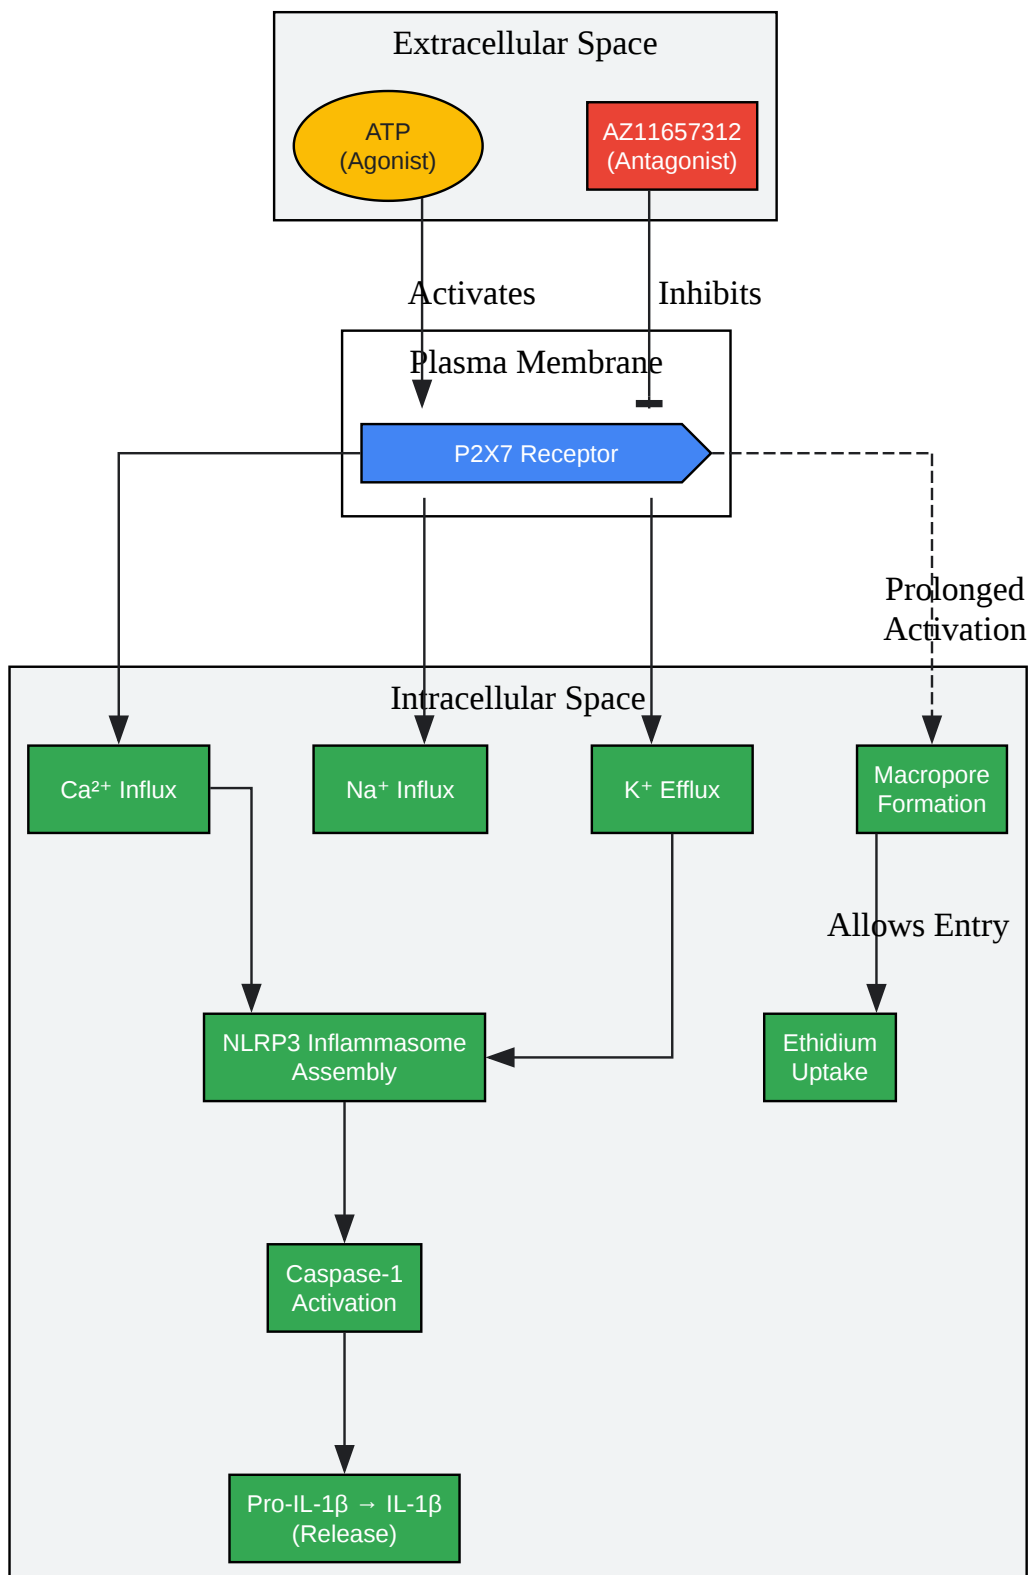 Extracellular Space
ATP
(Agonist)
AZ11657312
(Antagonist)
Activates
Inhibits
Plasma Membrane
P2X7 Receptor
Prolonged
Activation
Intracellular Space
Ca²⁺ Influx
Na⁺ Influx
K⁺ Efflux
Macropore
Formation
Allows Entry
NLRP3 Inflammasome
Assembly
Ethidium
Uptake
Caspase-1
Activation
Pro-IL-1β → IL-1β
(Release)